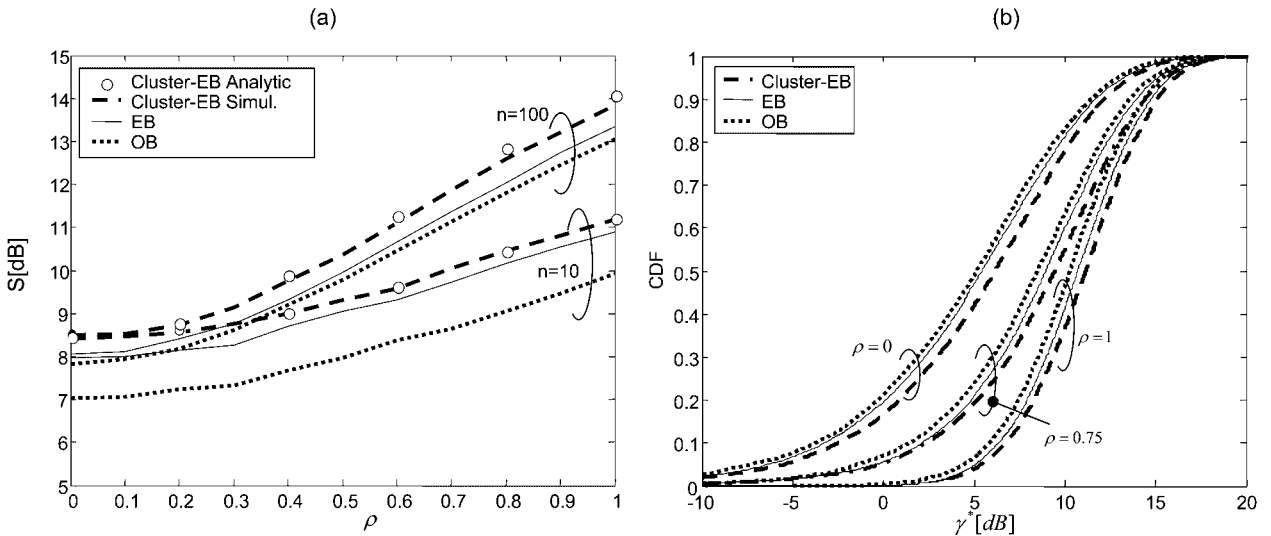 (a)
15
14
13
12
11
10
9
8
7
6
5
S[dB]
Cluster-EB Analytic
Cluster-EB Simul.
EB
OB
n=100
n=10
0 0.1 0.2 0.3 0.4 0.5 0.6 0.7 0.8 0.9 1
ρ
(b)
1
0.9
0.8
0.7
0.6
0.5
0.4
0.3
0.2
0.1
0
CDF
Cluster-EB
EB
OB
ρ = 0
ρ = 1
ρ = 0.75
-10 -5 0 5 10 15 20
γ*[dB]